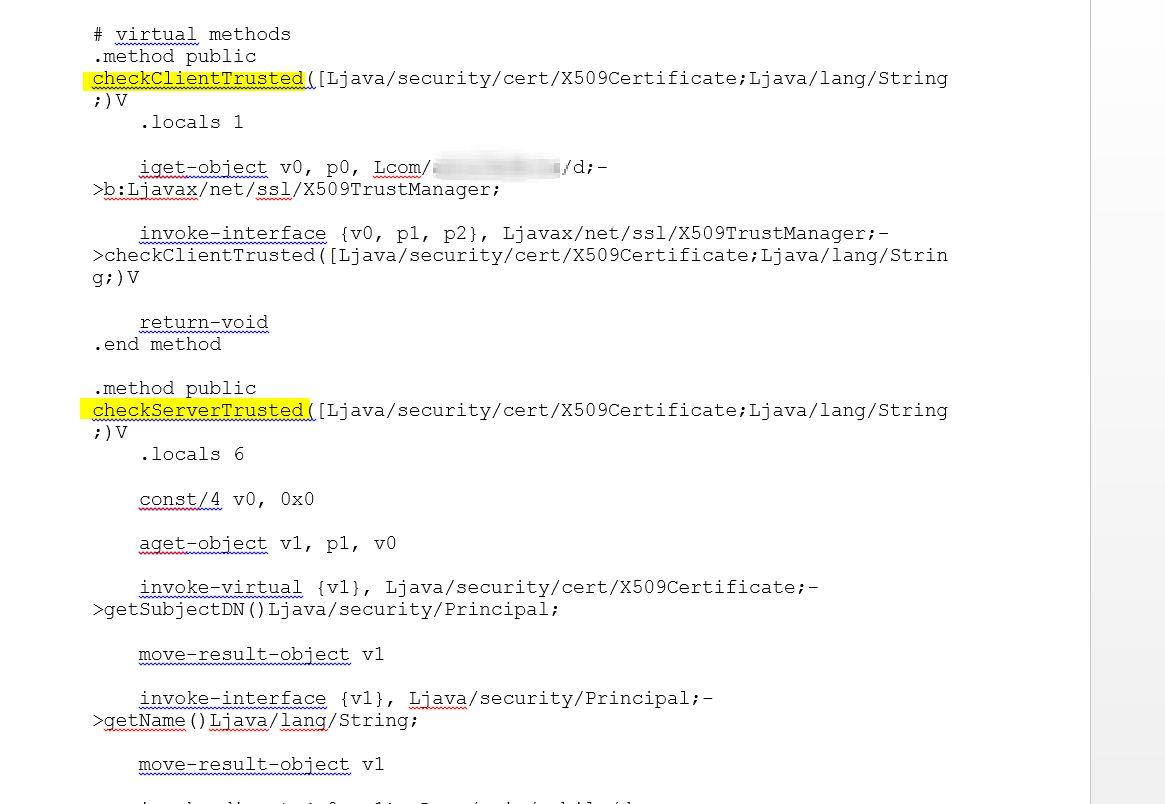 # virtual methods
.method public
checkClientTrusted([Ljava/security/cert/X509Certificate;Ljava/lang/String
;)V
.locals 1
iget-object v0, p0, Lcom/ /d;-
>b:Ljavax/net/ssl/X509TrustManager;
invoke-interface {v0, p1, p2}, Ljavax/net/ssl/X509TrustManager;-
>checkClientTrusted([Ljava/security/cert/X509Certificate;Ljava/lang/Strin
g;)V
return-void
.end method
.method public
checkServerTrusted([Ljava/security/cert/X509Certificate;Ljava/lang/String
;)V
.locals 6
const/4 v0, 0x0
aget-object v1, p1, v0
invoke-virtual {v1}, Ljava/security/cert/X509Certificate;-
>getSubjectDN()Ljava/security/Principal;
move-result-object v1
invoke-interface {v1}, Ljava/security/Principal;-
>getName()Ljava/lang/String;
move-result-object v1